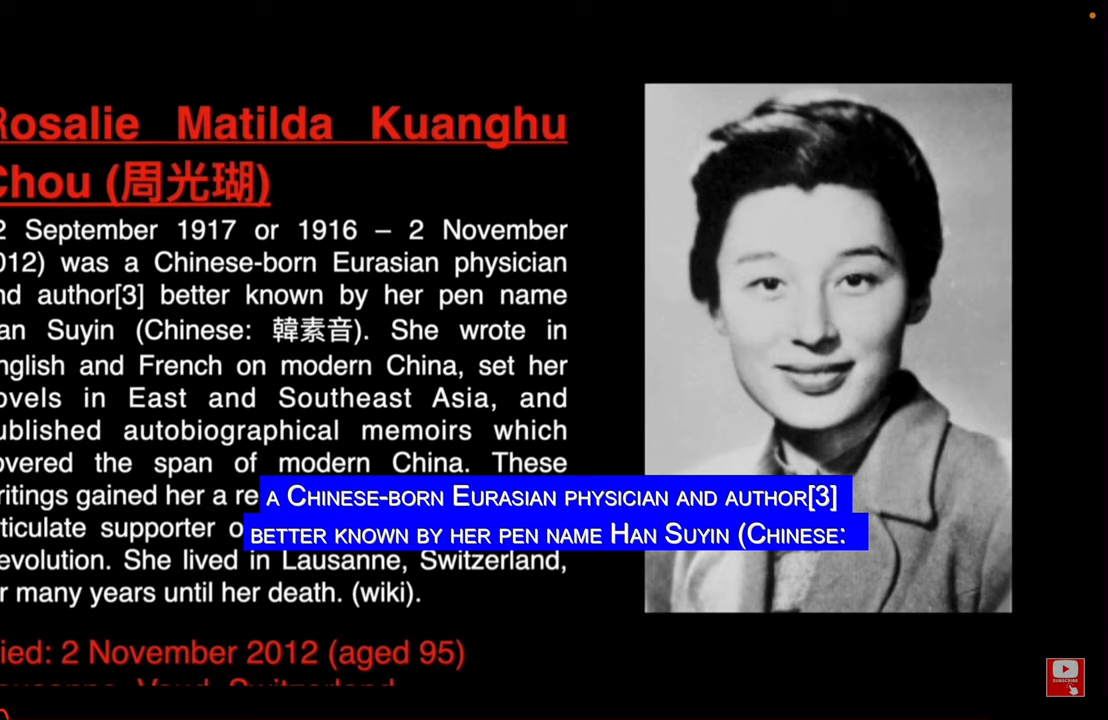 Rosalie Matilda Kuanghu
Chou (周光瑚)
2 September 1917 or 1916 – 2 November
012) was a Chinese-born Eurasian physician
nd author[3] better known by her pen name
an Suyin (Chinese: 韓素音). She wrote in
nglish and French on modern China, set her
ovels in East and Southeast Asia, and
ublished autobiographical memoirs which
overed the span of modern China. These
ritings gained her a re
A CHINESE-BORN EURASIAN PHYSICIAN AND AUTHOR[3]
ticulate supporter o
BETTER KNOWN BY HER PEN NAME HAN SUYIN (CHINESE:
evolution. She lived in Lausanne, Switzerland,
r many years until her death. (wiki).
ied: 2 November 2012 (aged 95)
SUBSCRIBE